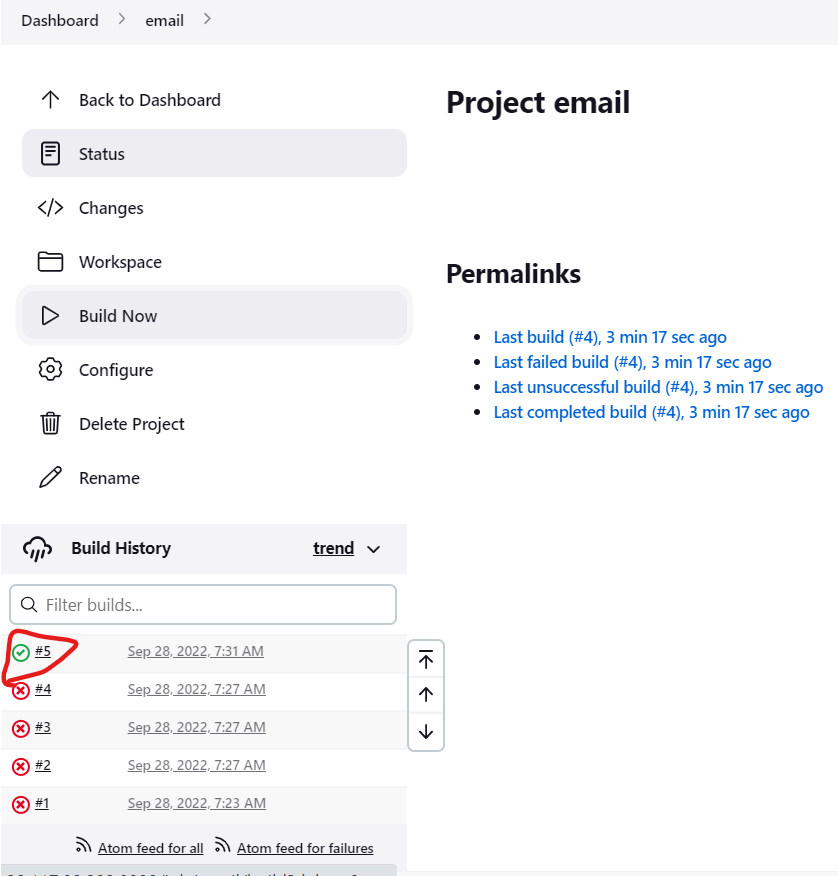 Dashboard > email >
Back to Dashboard
Status
Changes
Workspace
Build Now
Configure
Delete Project
Rename
Project email
Permalinks
Last build (#4), 3 min 17 sec ago
Last failed build (#4), 3 min 17 sec ago
Last unsuccessful build (#4), 3 min 17 sec ago
Last completed build (#4), 3 min 17 sec ago
Build History trend
Filter builds...
#5 Sep 28, 2022, 7:31 AM
#4 Sep 28, 2022, 7:27 AM
#3 Sep 28, 2022, 7:27 AM
#2 Sep 28, 2022, 7:27 AM
#1 Sep 28, 2022, 7:23 AM
Atom feed for all Atom feed for failures